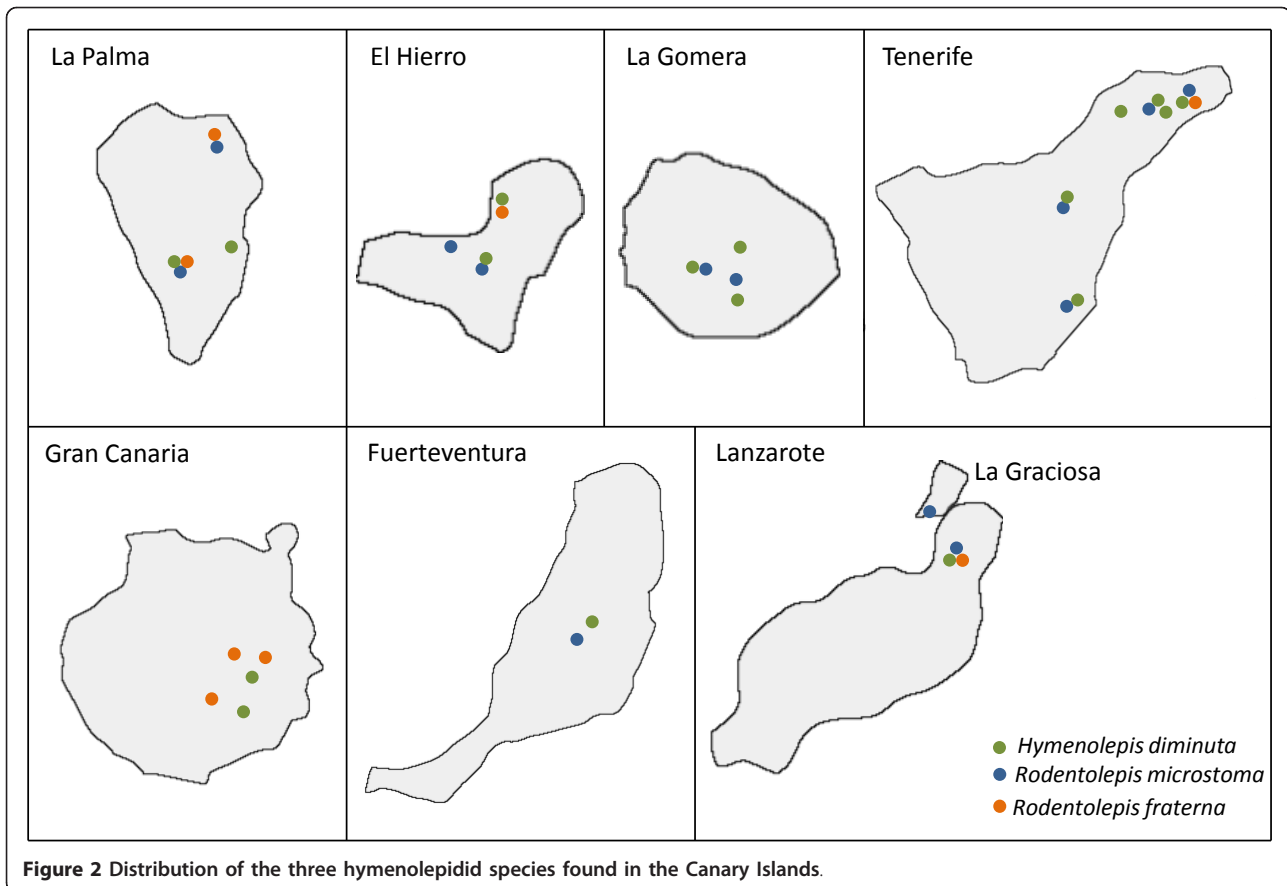 La Palma
El Hierro
La Gomera
Tenerife
Gran Canaria
Fuerteventura
Lanzarote
La Graciosa
Hymenolepis diminuta
Rodentolepis microstoma
Rodentolepis fraterna
Figure 2 Distribution of the three hymenolepidid species found in the Canary Islands.